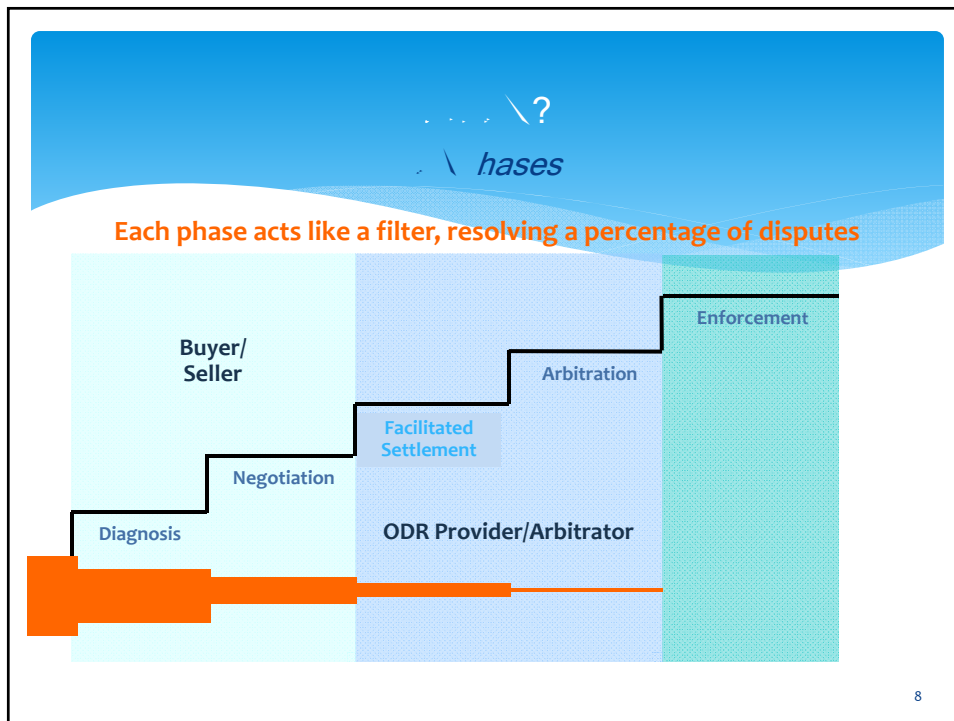 ?
hases
Each phase acts like a filter, resolving a percentage of disputes
Enforcement
Buyer/
Seller
Arbitration
Facilitated
Settlement
Negotiation
Diagnosis
ODR Provider/Arbitrator
8